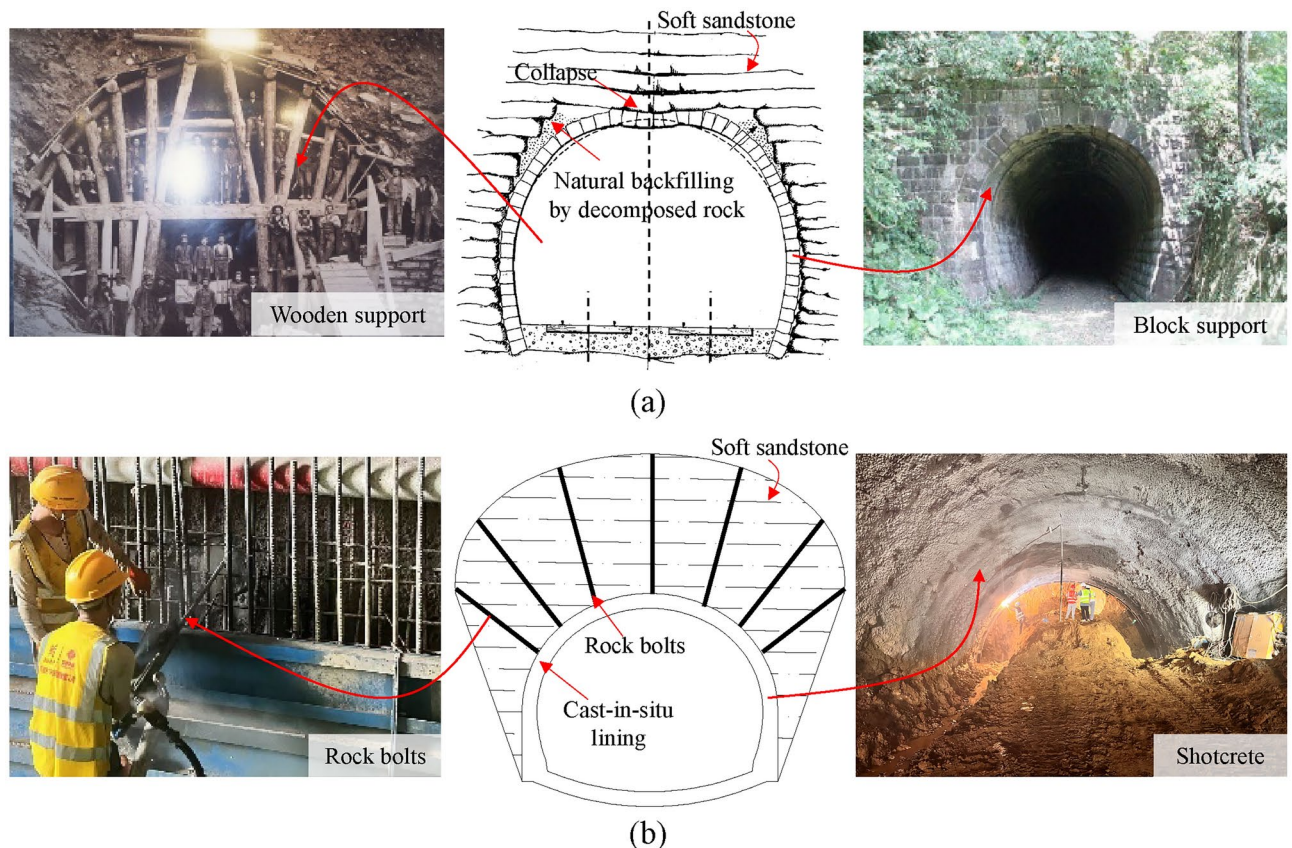 Soft sandstone
Collapse
Natural backfilling
by decomposed rock
Wooden support
Block support
(a)
Soft sandstone
Rock bolts
Cast-in-situ
lining
Rock bolts
Shotcrete
(b)